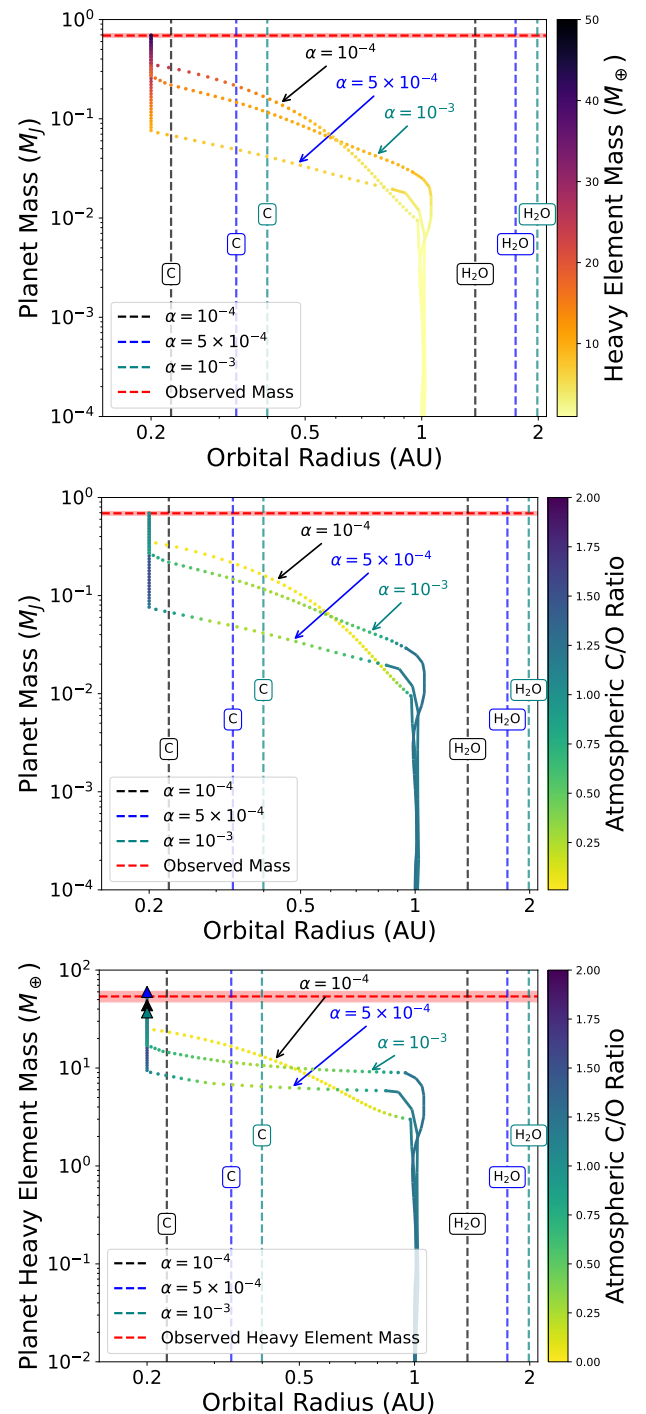 10^0
10^-1
10^-2
10^-3
10^-4
Planet Mass (M_J)
α = 10^-4
α = 5 × 10^-4
α = 10^-3
C
C
C
H₂O
H₂O
H₂O
α = 10^-4
α = 5 × 10^-4
α = 10^-3
Observed Mass
0.2
0.5
1
2
Orbital Radius (AU)
50
40
30
20
10
Heavy Element Mass (M_⊕)
10^0
10^-1
10^-2
10^-3
10^-4
Planet Mass (M_J)
α = 10^-4
α = 5 × 10^-4
α = 10^-3
C
C
C
H₂O
H₂O
H₂O
α = 10^-4
α = 5 × 10^-4
α = 10^-3
Observed Mass
0.2
0.5
1
2
Orbital Radius (AU)
2.00
1.75
1.50
1.25
1.00
0.75
0.50
0.25
Atmospheric C/O Ratio
10^2
10^1
10^0
10^-1
10^-2
Planet Heavy Element Mass (M_⊕)
α = 10^-4
α = 5 × 10^-4
α = 10^-3
C
C
C
H₂O
H₂O
H₂O
α = 10^-4
α = 5 × 10^-4
α = 10^-3
Observed Heavy Element Mass
0.2
0.5
1
2
Orbital Radius (AU)
2.00
1.75
1.50
1.25
1.00
0.75
0.50
0.25
0.00
Atmospheric C/O Ratio